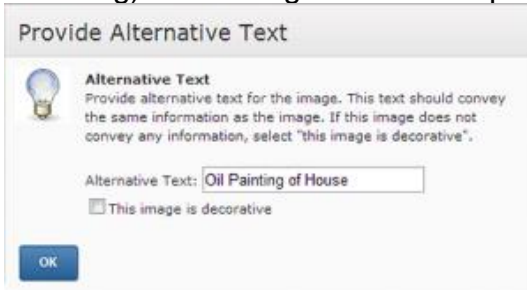 Provide Alternative Text
Alternative Text
Provide alternative text for the image. This text should convey
the same information as the image. If this image does not
convey any information, select "this image is decorative".
Alternative Text: Oil Painting of House
This image is decorative
OK